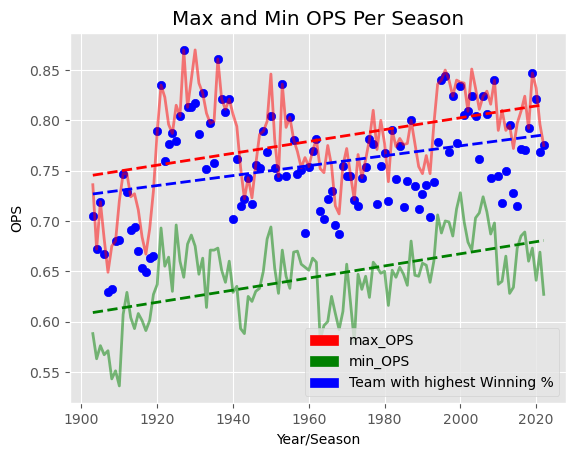 Max and Min OPS Per Season
OPS
0.85
0.80
0.75
0.70
0.65
0.60
0.55
max_OPS
min_OPS
Team with highest Winning %
1900
1920
1940
1960
1980
2000
2020
Year/Season